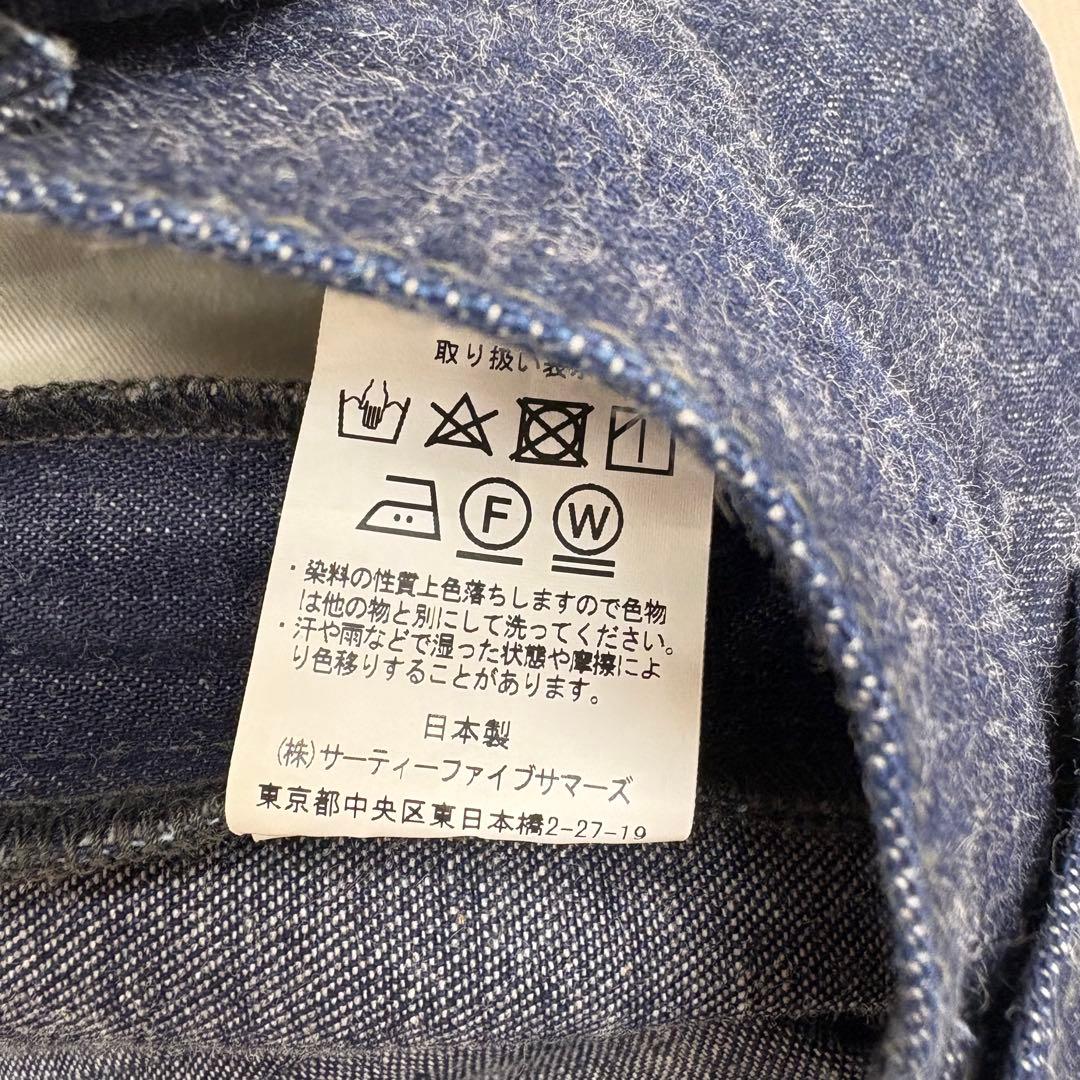 取り扱い表示
F W
・染料の性質上色落ちしますので色物
は他の物と別にして洗ってください。
・汗や雨などで湿った状態や摩擦によ
り色移りすることがあります。
日本製
(株)サーティーファイブサマーズ
東京都中央区東日本橋2-27-19